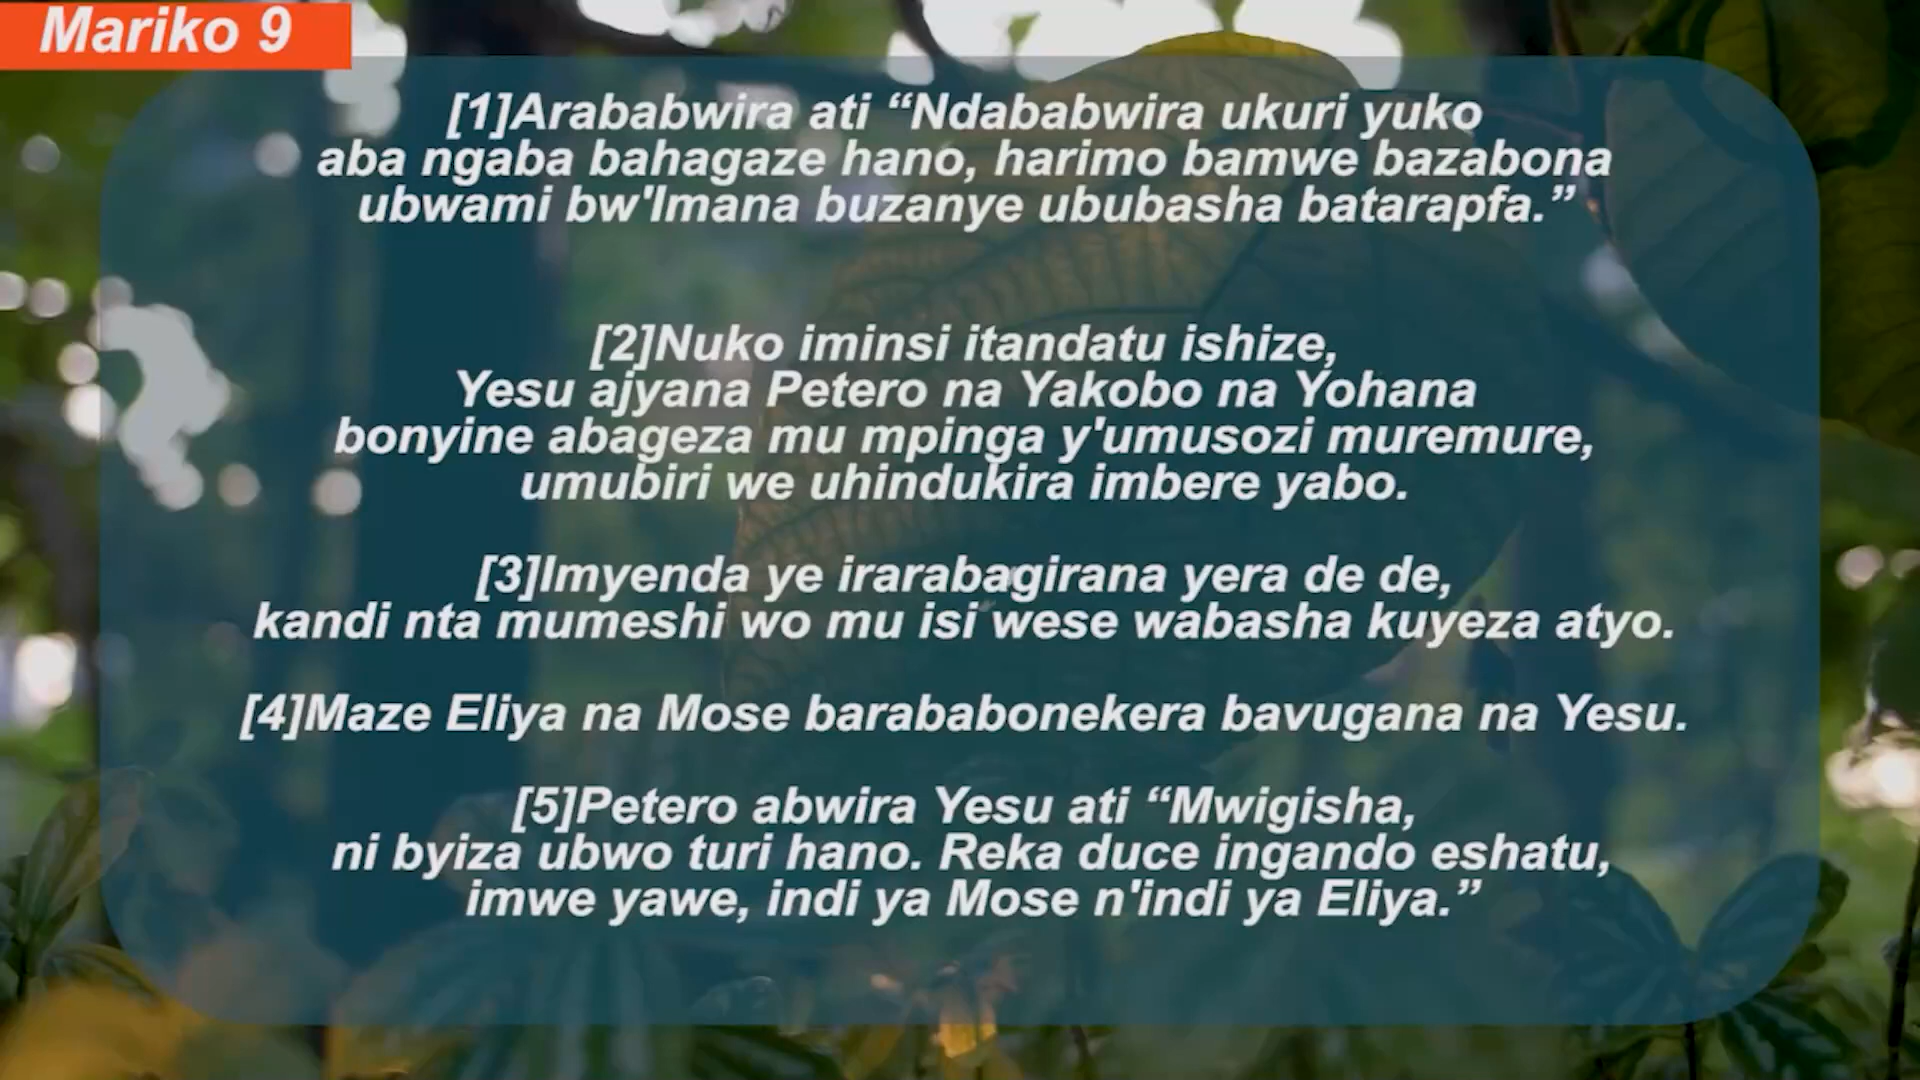 Mariko 9
[1]Arababwira ati “Ndababwira ukuri yuko
aba ngaba bahagaze hano, harimo bamwe bazabona
ubwami bw'Imana buzanye ububasha batarapfa.”
[2]Nuko iminsi itandatu ishize,
Yesu ajyana Petero na Yakobo na Yohana
bonyine abageza mu mpinga y'umusozi muremure,
umubiri we uhindukira imbere yabo.
[3]Imyenda ye irarabagirana yera de de,
kandi nta mumeshi wo mu isi wese wabasha kuyeza atyo.
[4]Maze Eliya na Mose barababonekera bavugana na Yesu.
[5]Petero abwira Yesu ati “Mwigisha,
ni byiza ubwo turi hano. Reka duce ingando eshatu,
imwe yawe, indi ya Mose n'indi ya Eliya.”